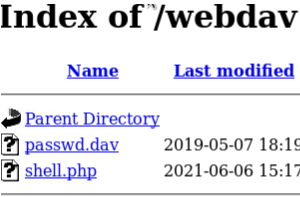 Index of /webdav
Name Last modified
Parent Directory
passwd.dav 2019-05-07 18:19
shell.php 2021-06-06 15:17